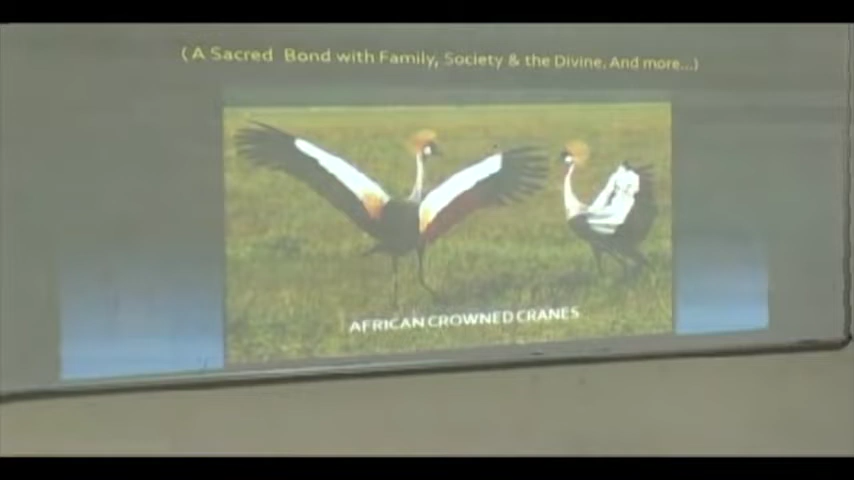 ( A Sacred Bond with Family, Society & the Divine. And more...)
AFRICAN CROWNED CRANES